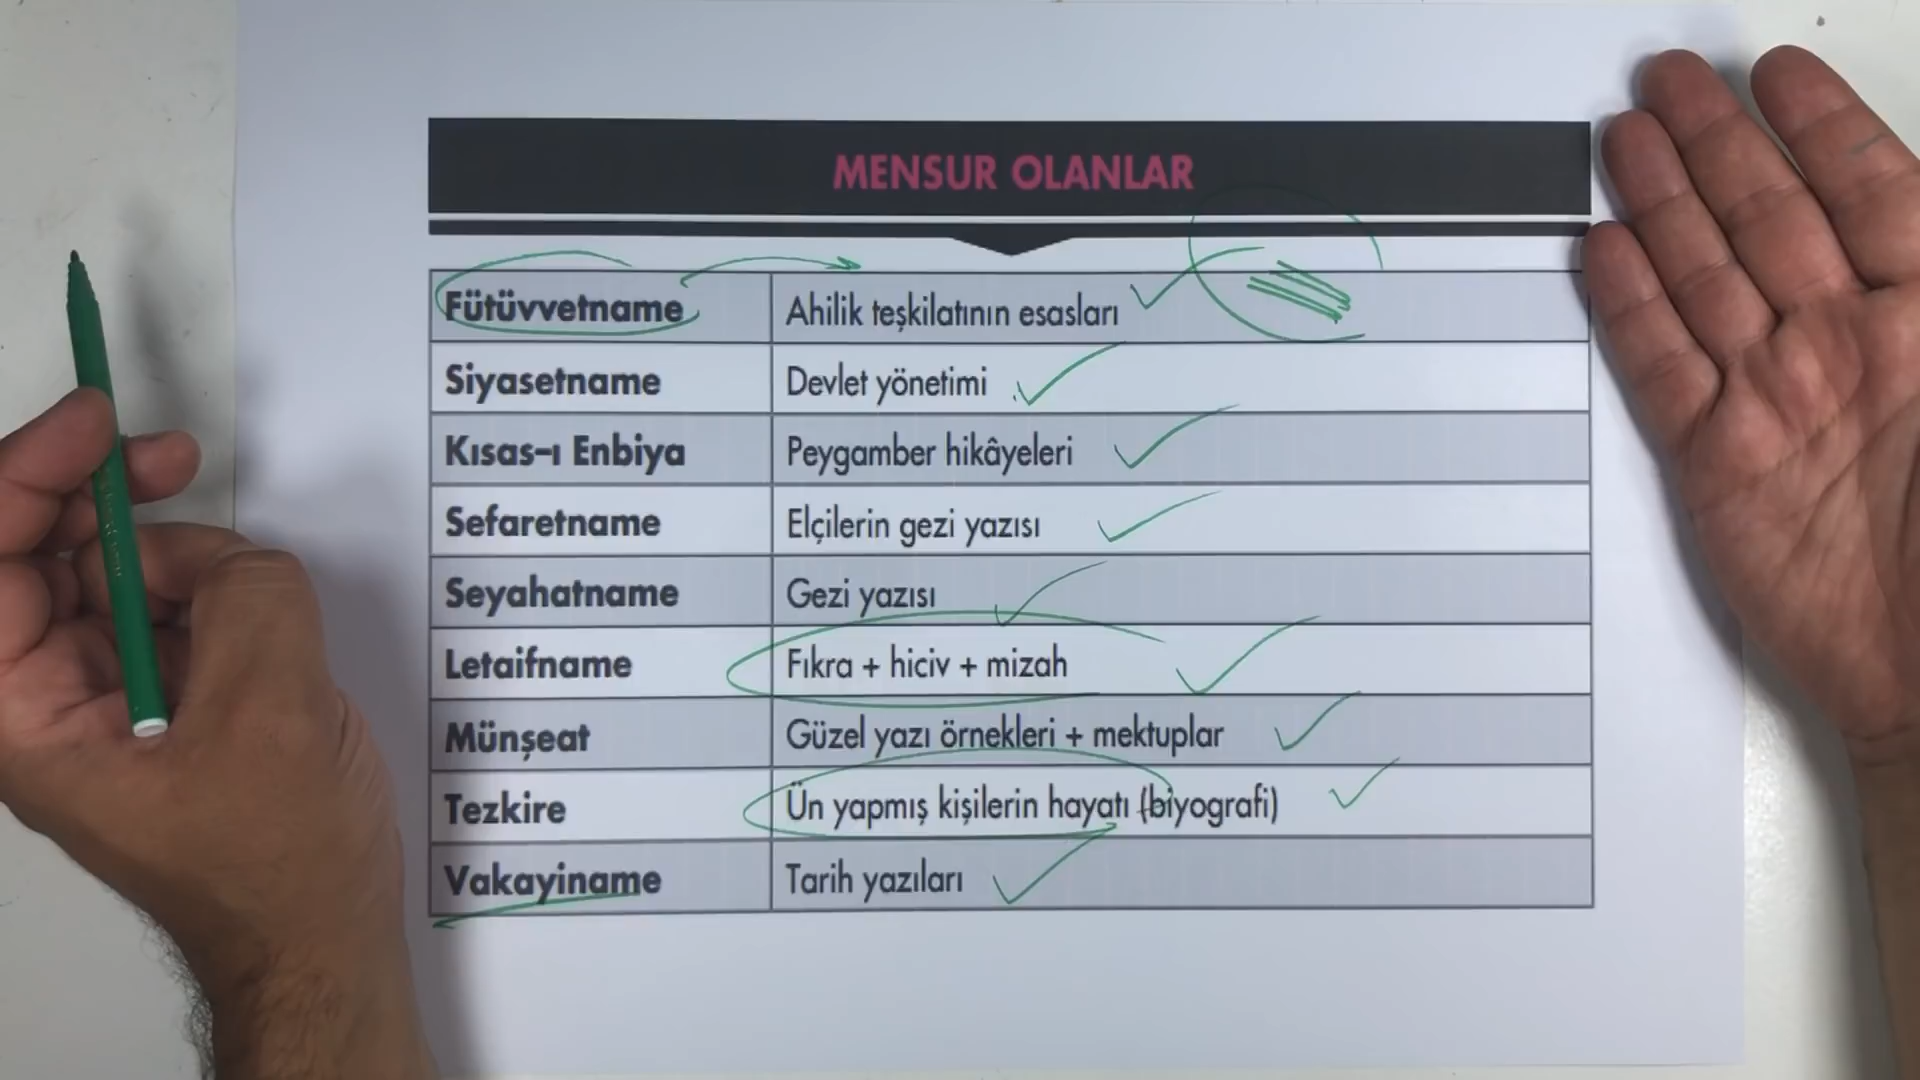 MENSUR OLANLAR
Fütüvvetname Ahilik teşkilatının esasları
Siyasetname Devlet yönetimi
Kısas-ı Enbiya Peygamber hikâyeleri
Sefaretname Elçilerin gezi yazısı
Seyahatname Gezi yazısı
Letaifname Fıkra + hiciv + mizah
Münşeat Güzel yazı örnekleri + mektuplar
Tezkire Ün yapmış kişilerin hayatı (biyografi)
Vakayiname Tarih yazıları